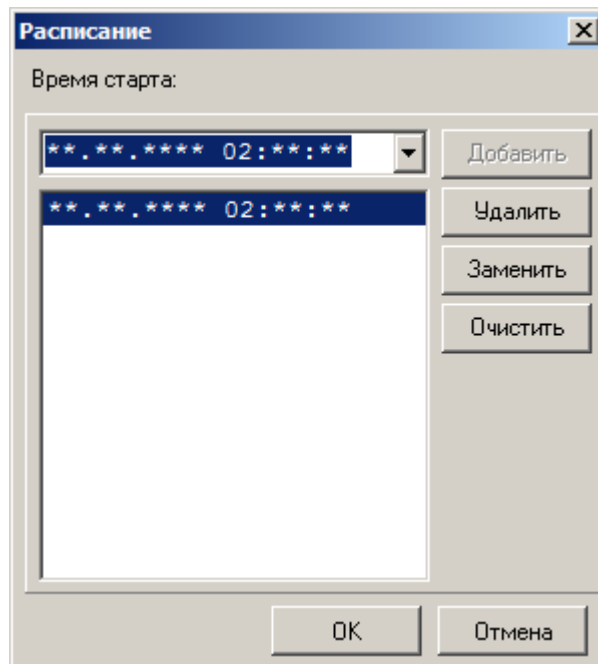 Расписание
Время старта:
**.**.**** 02:**:**
Добавить
**.**.**** 02:**:**
Удалить
Заменить
Очистить
OK
Отмена